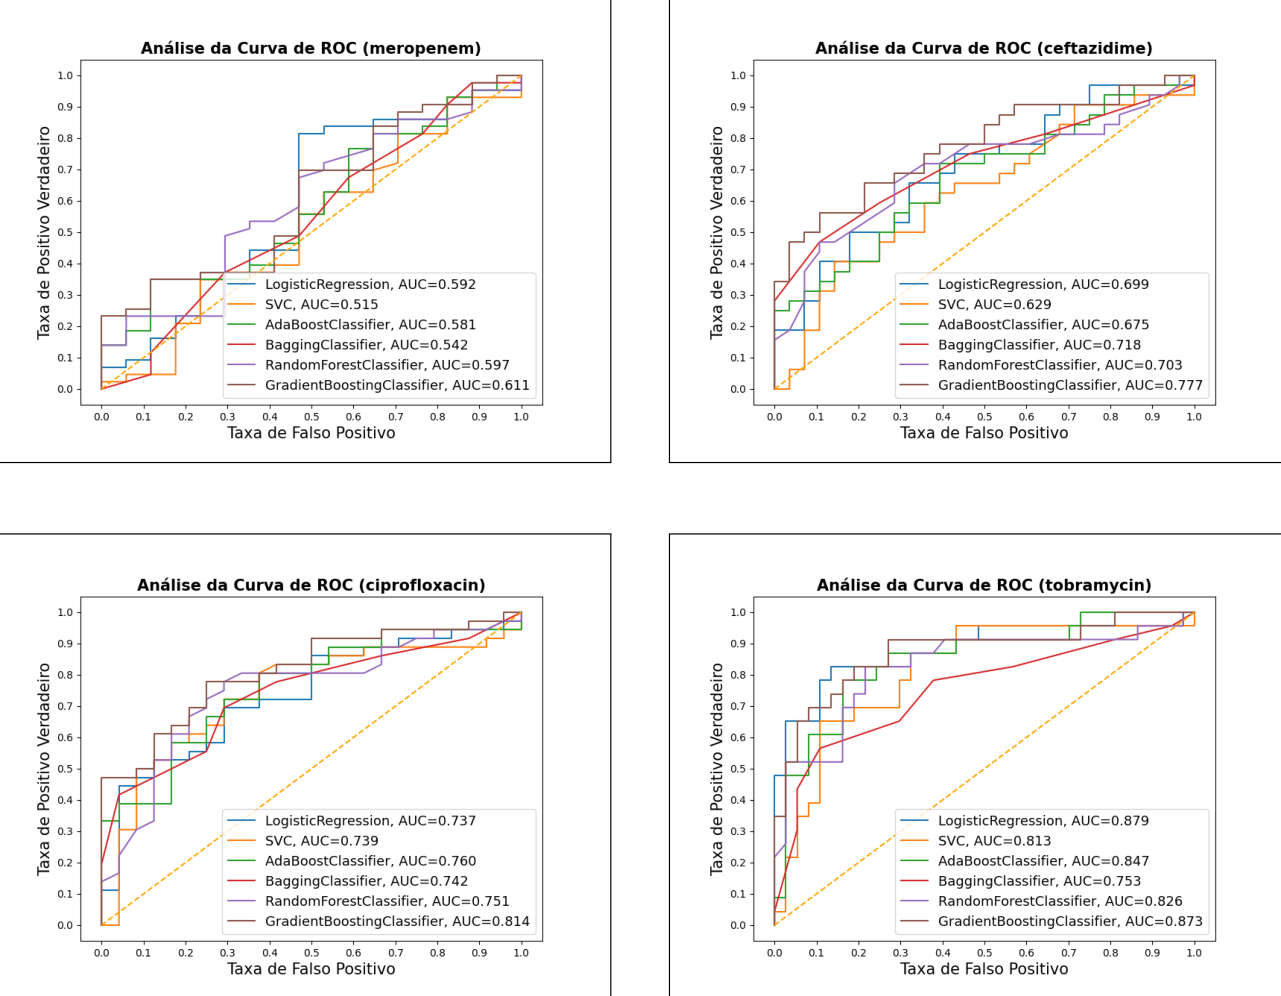 Análise da Curva de ROC (meropenem)
Taxa de Positivo Verdadeiro
1.0
0.9
0.8
0.7
0.6
0.5
0.4
0.3
0.2
0.1
0.0
LogisticRegression, AUC=0.592
SVC, AUC=0.515
AdaBoostClassifier, AUC=0.581
BaggingClassifier, AUC=0.542
RandomForestClassifier, AUC=0.597
GradientBoostingClassifier, AUC=0.611
0.0 0.1 0.2 0.3 0.4 0.5 0.6 0.7 0.8 0.9 1.0
Taxa de Falso Positivo
Análise da Curva de ROC (ceftazidime)
Taxa de Positivo Verdadeiro
1.0
0.9
0.8
0.7
0.6
0.5
0.4
0.3
0.2
0.1
0.0
LogisticRegression, AUC=0.699
SVC, AUC=0.629
AdaBoostClassifier, AUC=0.675
BaggingClassifier, AUC=0.718
RandomForestClassifier, AUC=0.703
GradientBoostingClassifier, AUC=0.777
0.0 0.1 0.2 0.3 0.4 0.5 0.6 0.7 0.8 0.9 1.0
Taxa de Falso Positivo
Análise da Curva de ROC (ciprofloxacin)
Taxa de Positivo Verdadeiro
1.0
0.9
0.8
0.7
0.6
0.5
0.4
0.3
0.2
0.1
0.0
LogisticRegression, AUC=0.737
SVC, AUC=0.739
AdaBoostClassifier, AUC=0.760
BaggingClassifier, AUC=0.742
RandomForestClassifier, AUC=0.751
GradientBoostingClassifier, AUC=0.814
0.0 0.1 0.2 0.3 0.4 0.5 0.6 0.7 0.8 0.9 1.0
Taxa de Falso Positivo
Análise da Curva de ROC (tobramycin)
Taxa de Positivo Verdadeiro
1.0
0.9
0.8
0.7
0.6
0.5
0.4
0.3
0.2
0.1
0.0
LogisticRegression, AUC=0.879
SVC, AUC=0.813
AdaBoostClassifier, AUC=0.847
BaggingClassifier, AUC=0.753
RandomForestClassifier, AUC=0.826
GradientBoostingClassifier, AUC=0.873
0.0 0.1 0.2 0.3 0.4 0.5 0.6 0.7 0.8 0.9 1.0
Taxa de Falso Positivo